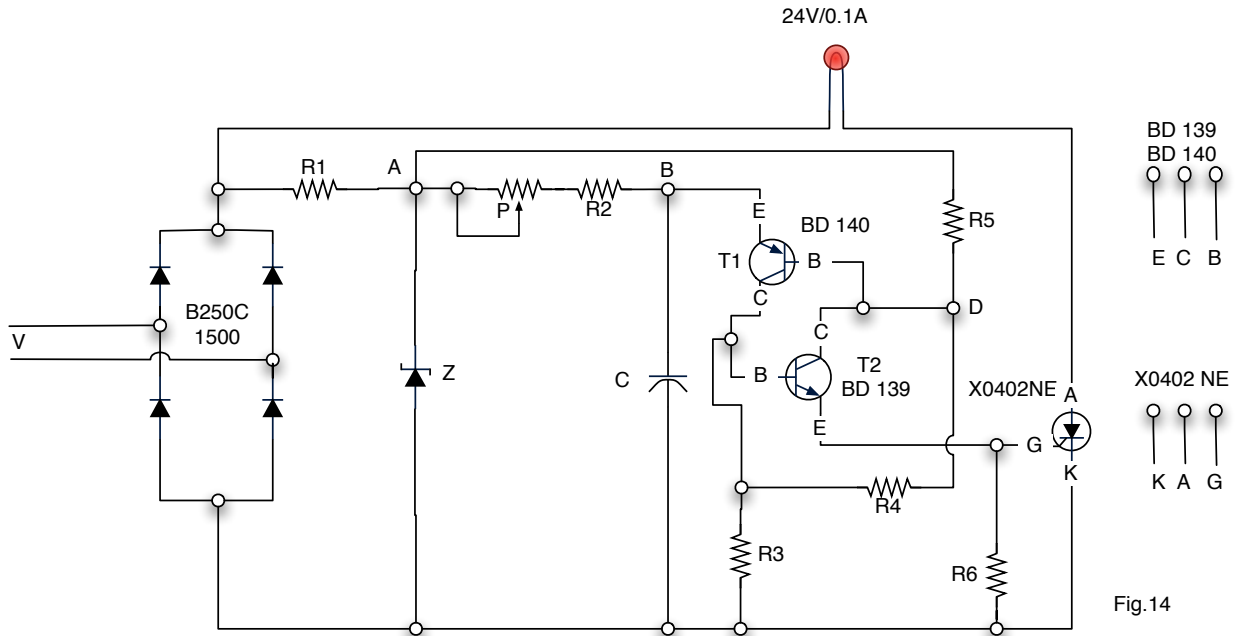 24V/0.1A
BD 139
BD 140
R1
A
B
P
R2
E
BD 140
R5
T1
B
E C B
C
D
B250C
1500
V
C
Z
C
B
T2
BD 139
X0402NE
A
X0402 NE
E
G
K
K A G
R4
R3
R6
Fig.14